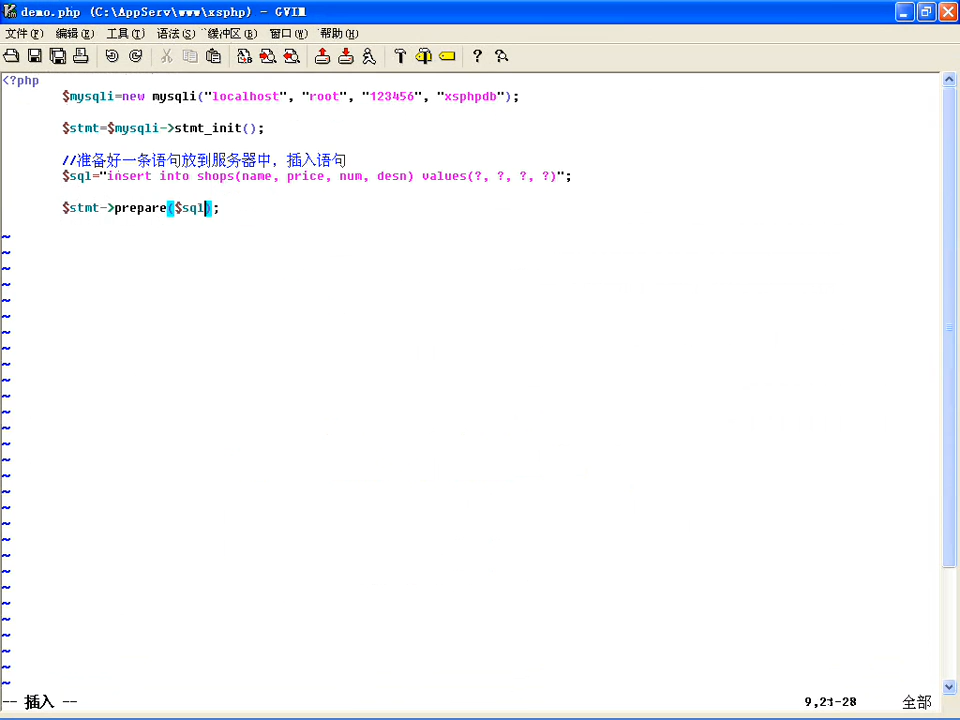 demo.php (C:\AppServ\www\xsphp) - GVIM
文件(F) 编辑(E) 工具(T) 语法(S) 缓冲区(B) 窗口(W) 帮助(H)
<?php
$mysqli=new mysqli("localhost", "root", "123456", "xsphpdb");
$stmt=$mysqli->stmt_init();
//准备好一条语句放到服务器中，插入语句
$sql="insert into shops(name, price, num, desn) values(?, ?, ?, ?)";
$stmt->prepare($sql);
-- 插入 -- 9,21-28 全部